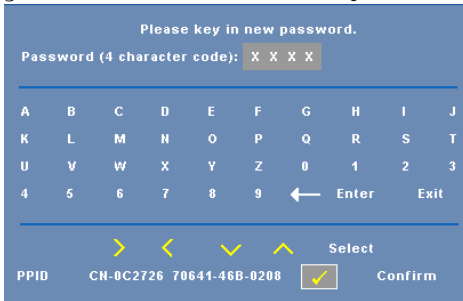 Please key in new password.
Password (4 character code): X X X X
A B C D E F G H I J
K L M N O P Q R S T
U V W X Y Z 0 1 2 3
4 5 6 7 8 9 ← Enter Exit
> < ∨ ∧ Select
PPID CN-0C2726 70641-46B-0208 ✓ Confirm